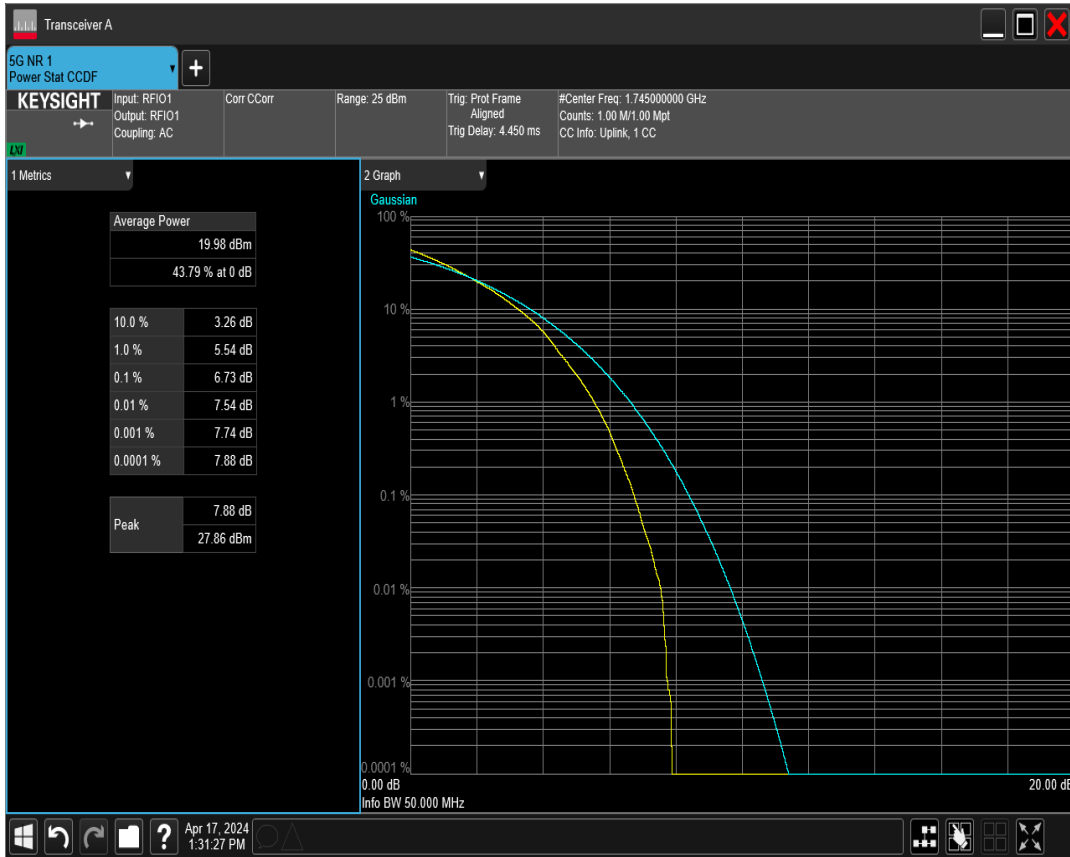 Transceiver A
5G NR 1
Power Stat CCDF
KEYSIGHT
LXI
Input: RFIO1
Output: RFIO1
Coupling: AC
Corr CCorr
Range: 25 dBm
Trig: Prot Frame
Aligned
Trig Delay: 4.450 ms
#Center Freq: 1.745000000 GHz
Counts: 1.00 M/1.00 Mpt
CC Info: Uplink, 1 CC
1 Metrics
Average Power
19.98 dBm
43.79 % at 0 dB
10.0 % 3.26 dB
1.0 % 5.54 dB
0.1 % 6.73 dB
0.01 % 7.54 dB
0.001 % 7.74 dB
0.0001 % 7.88 dB
Peak
7.88 dB
27.86 dBm
2 Graph
Gaussian
100 %
10 %
1 %
0.1 %
0.01 %
0.001 %
0.0001 %
0.00 dB 20.00 dB
Info BW 50.000 MHz
? Apr 17, 2024
1:31:27 PM